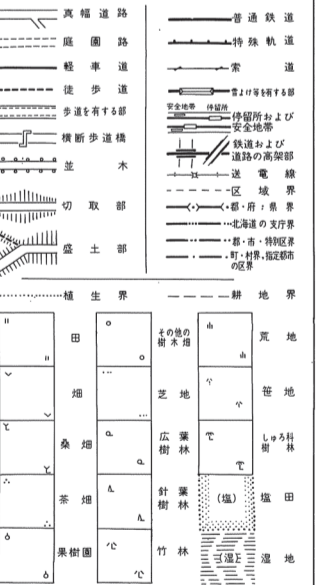 真幅道路
庭園路
軽車道
徒歩道
歩道を有する部
横断歩道橋
並木
切取部
盛土部
普通鉄道
特殊軌道
索道
雪よけ等を有する部
安全地帯 停留所
停留所および
安全地帯
鉄道および
道路の高架部
送電線
区域界
都・府・県界
北海道の支庁界
郡・市・特別区界
町・村界,指定都市
の区界
植生界
耕地界
田
畑
桑畑
茶畑
果樹園
その他の
樹木畑
芝地
広葉
樹林
針葉
樹林
竹林
荒地
笹地
しゅろ科
樹林
(塩)
塩田
(湿)
湿地